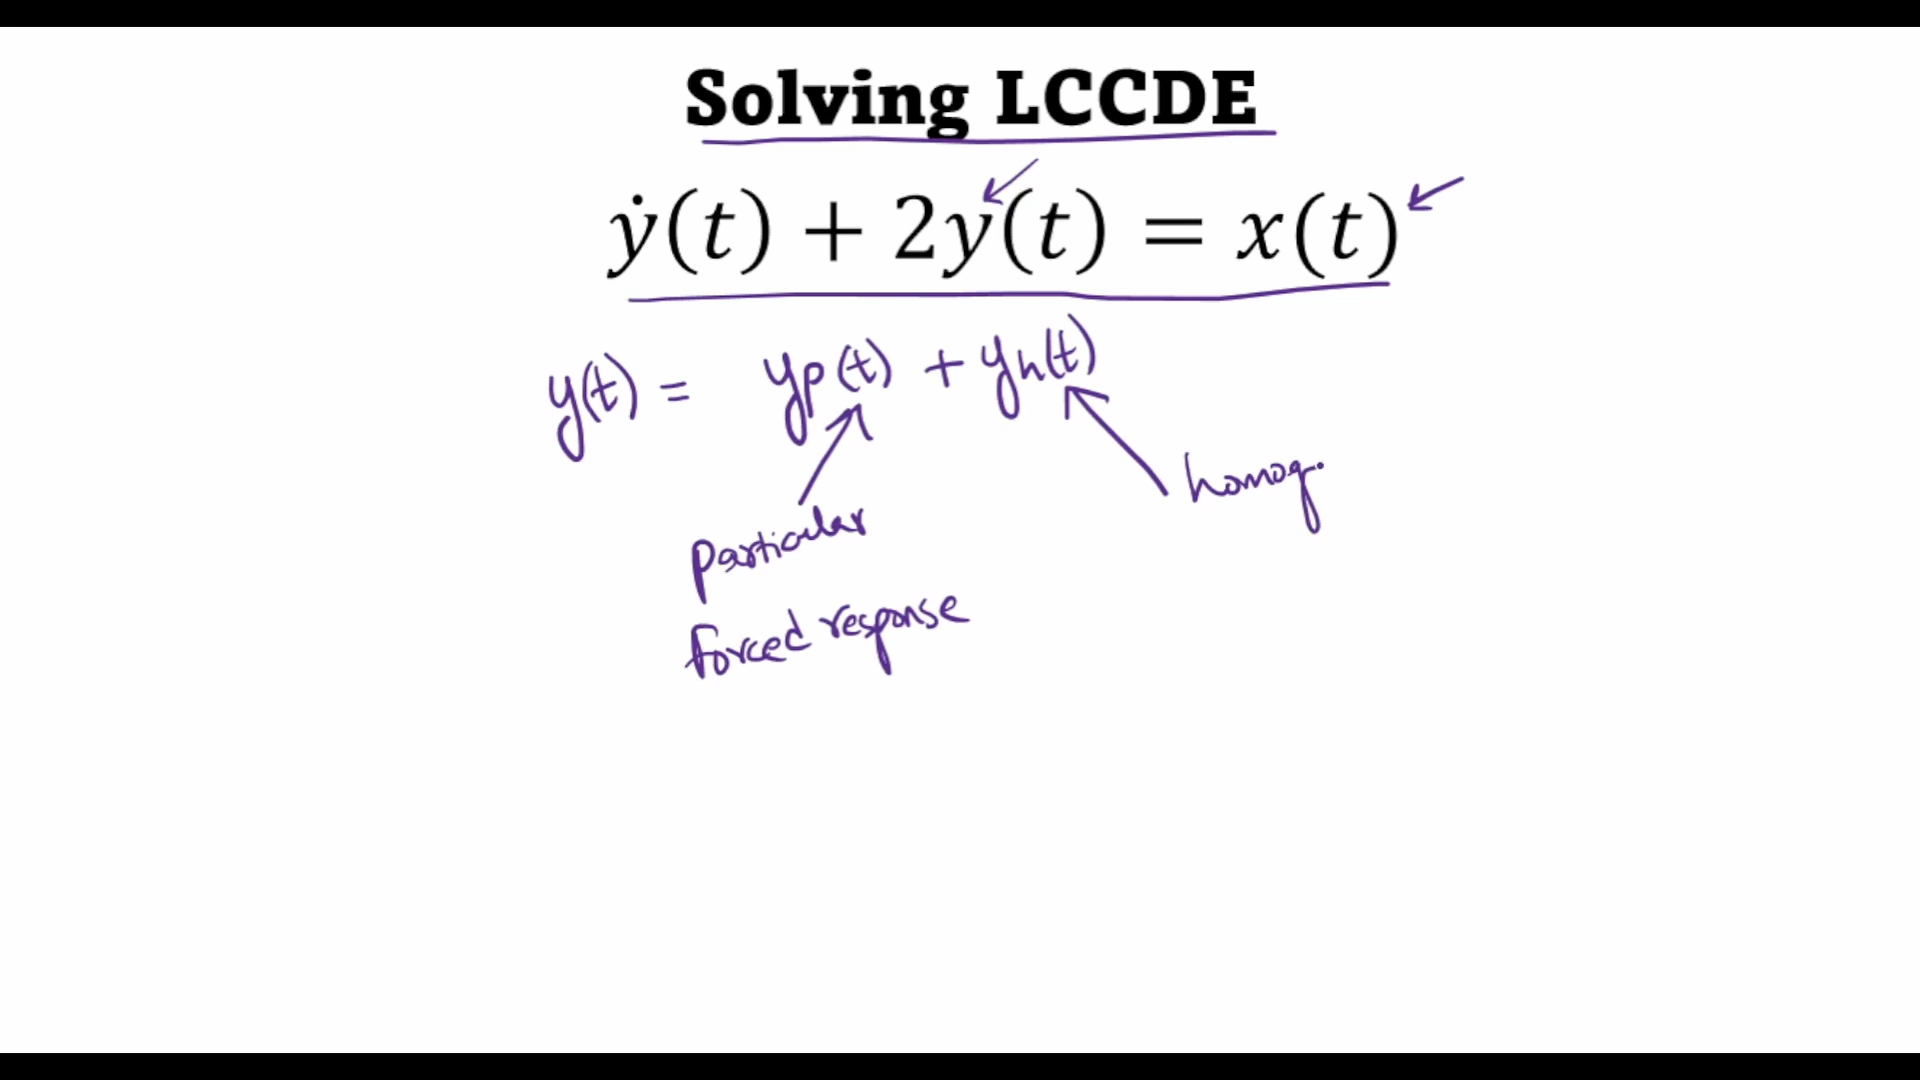 Solving LCCDE
ẏ(t) + 2y(t) = x(t)
y(t) = yp(t) + yh(t)
homog.
particular
forced response